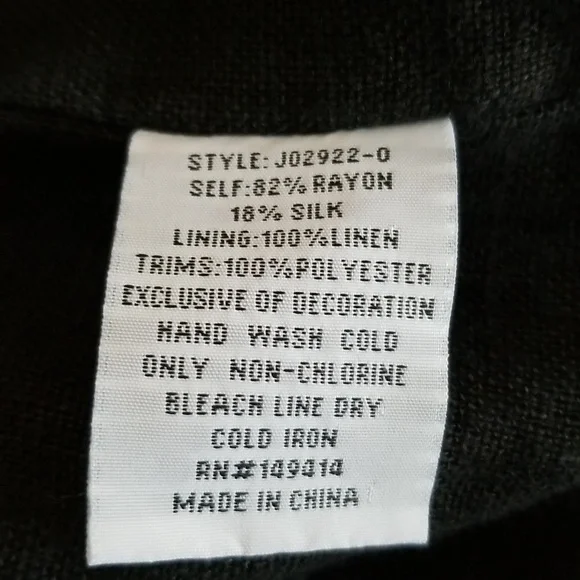 STYLE: J02922-0
SELF:82% RAYON
18% SILK
LINING:100%LINEN
TRIMS:100%POLYESTER
EXCLUSIVE OF DECORATION
HAND WASH COLD
ONLY NON-CHLORINE
BLEACH LINE DRY
COLD IRON
RN#149414
MADE IN CHINA